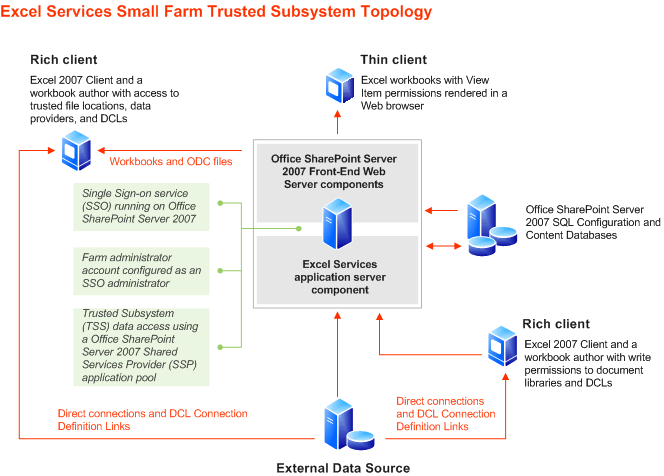 Excel Services Small Farm Trusted Subsystem Topology
Rich client
Excel 2007 Client and a
workbook author with access to
trusted file locations, data
providers, and DCLs
Thin client
Excel workbooks with View
Item permissions rendered in a
Web browser
Workbooks and ODC files
Office SharePoint Server
2007 Front-End Web
Server components
Single Sign-on service
(SSO) running on Office
SharePoint Server 2007
Farm administrator
account configured as an
SSO administrator
Trusted Subsystem
(TSS) data access using
a Office SharePoint
Server 2007 Shared
Services Provider (SSP)
application pool
Excel Services
application server
component
Office SharePoint Server
2007 SQL Configuration and
Content Databases
Rich client
Excel 2007 Client and a
workbook author with write
permissions to document
libraries and DCLs
Direct connections and DCL Connection
Definition Links
Direct connections
and DCL Connection
Definition Links
External Data Source